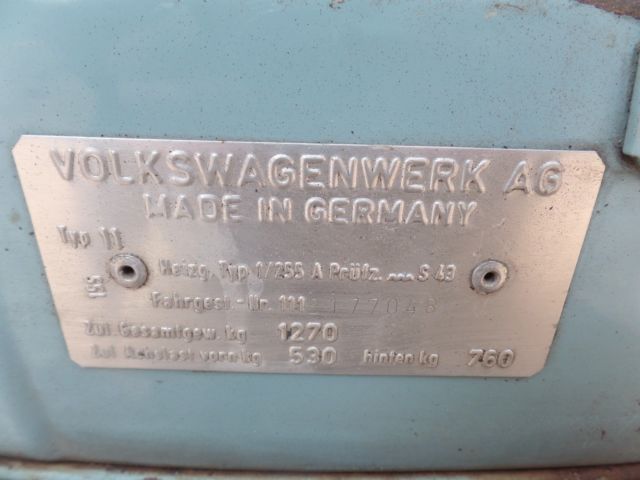 VOLKSWAGENWERK AG
MADE IN GERMANY
Typ 11
Heizg. Typ 1/255 A Prüfz. ~~~ S 43
Fahrgest.-Nr. 111 2177048
Zul Gesamtgew. kg 1270
Zul Achslast vorn kg 530 hinten kg 760